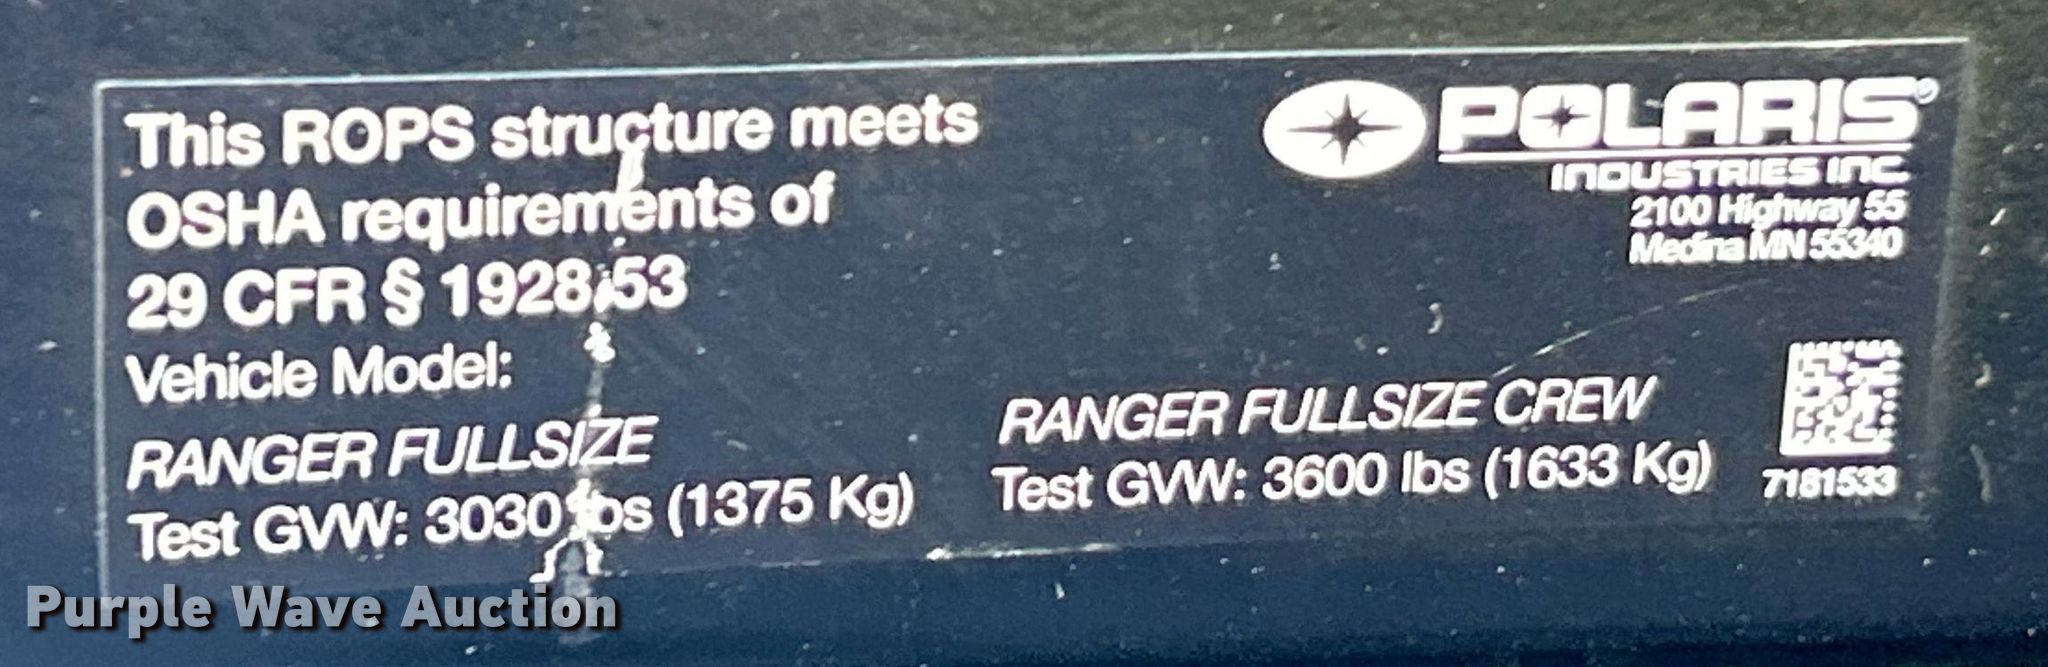 This ROPS structure meets
OSHA requirements of
29 CFR § 1928.53
Vehicle Model:
RANGER FULLSIZE
Test GVW: 3030 lbs (1375 Kg)
RANGER FULLSIZE CREW
Test GVW: 3600 lbs (1633 Kg)
POLARIS®
INDUSTRIES INC.
2100 Highway 55
Medina MN 55340
7181533
Purple Wave Auction